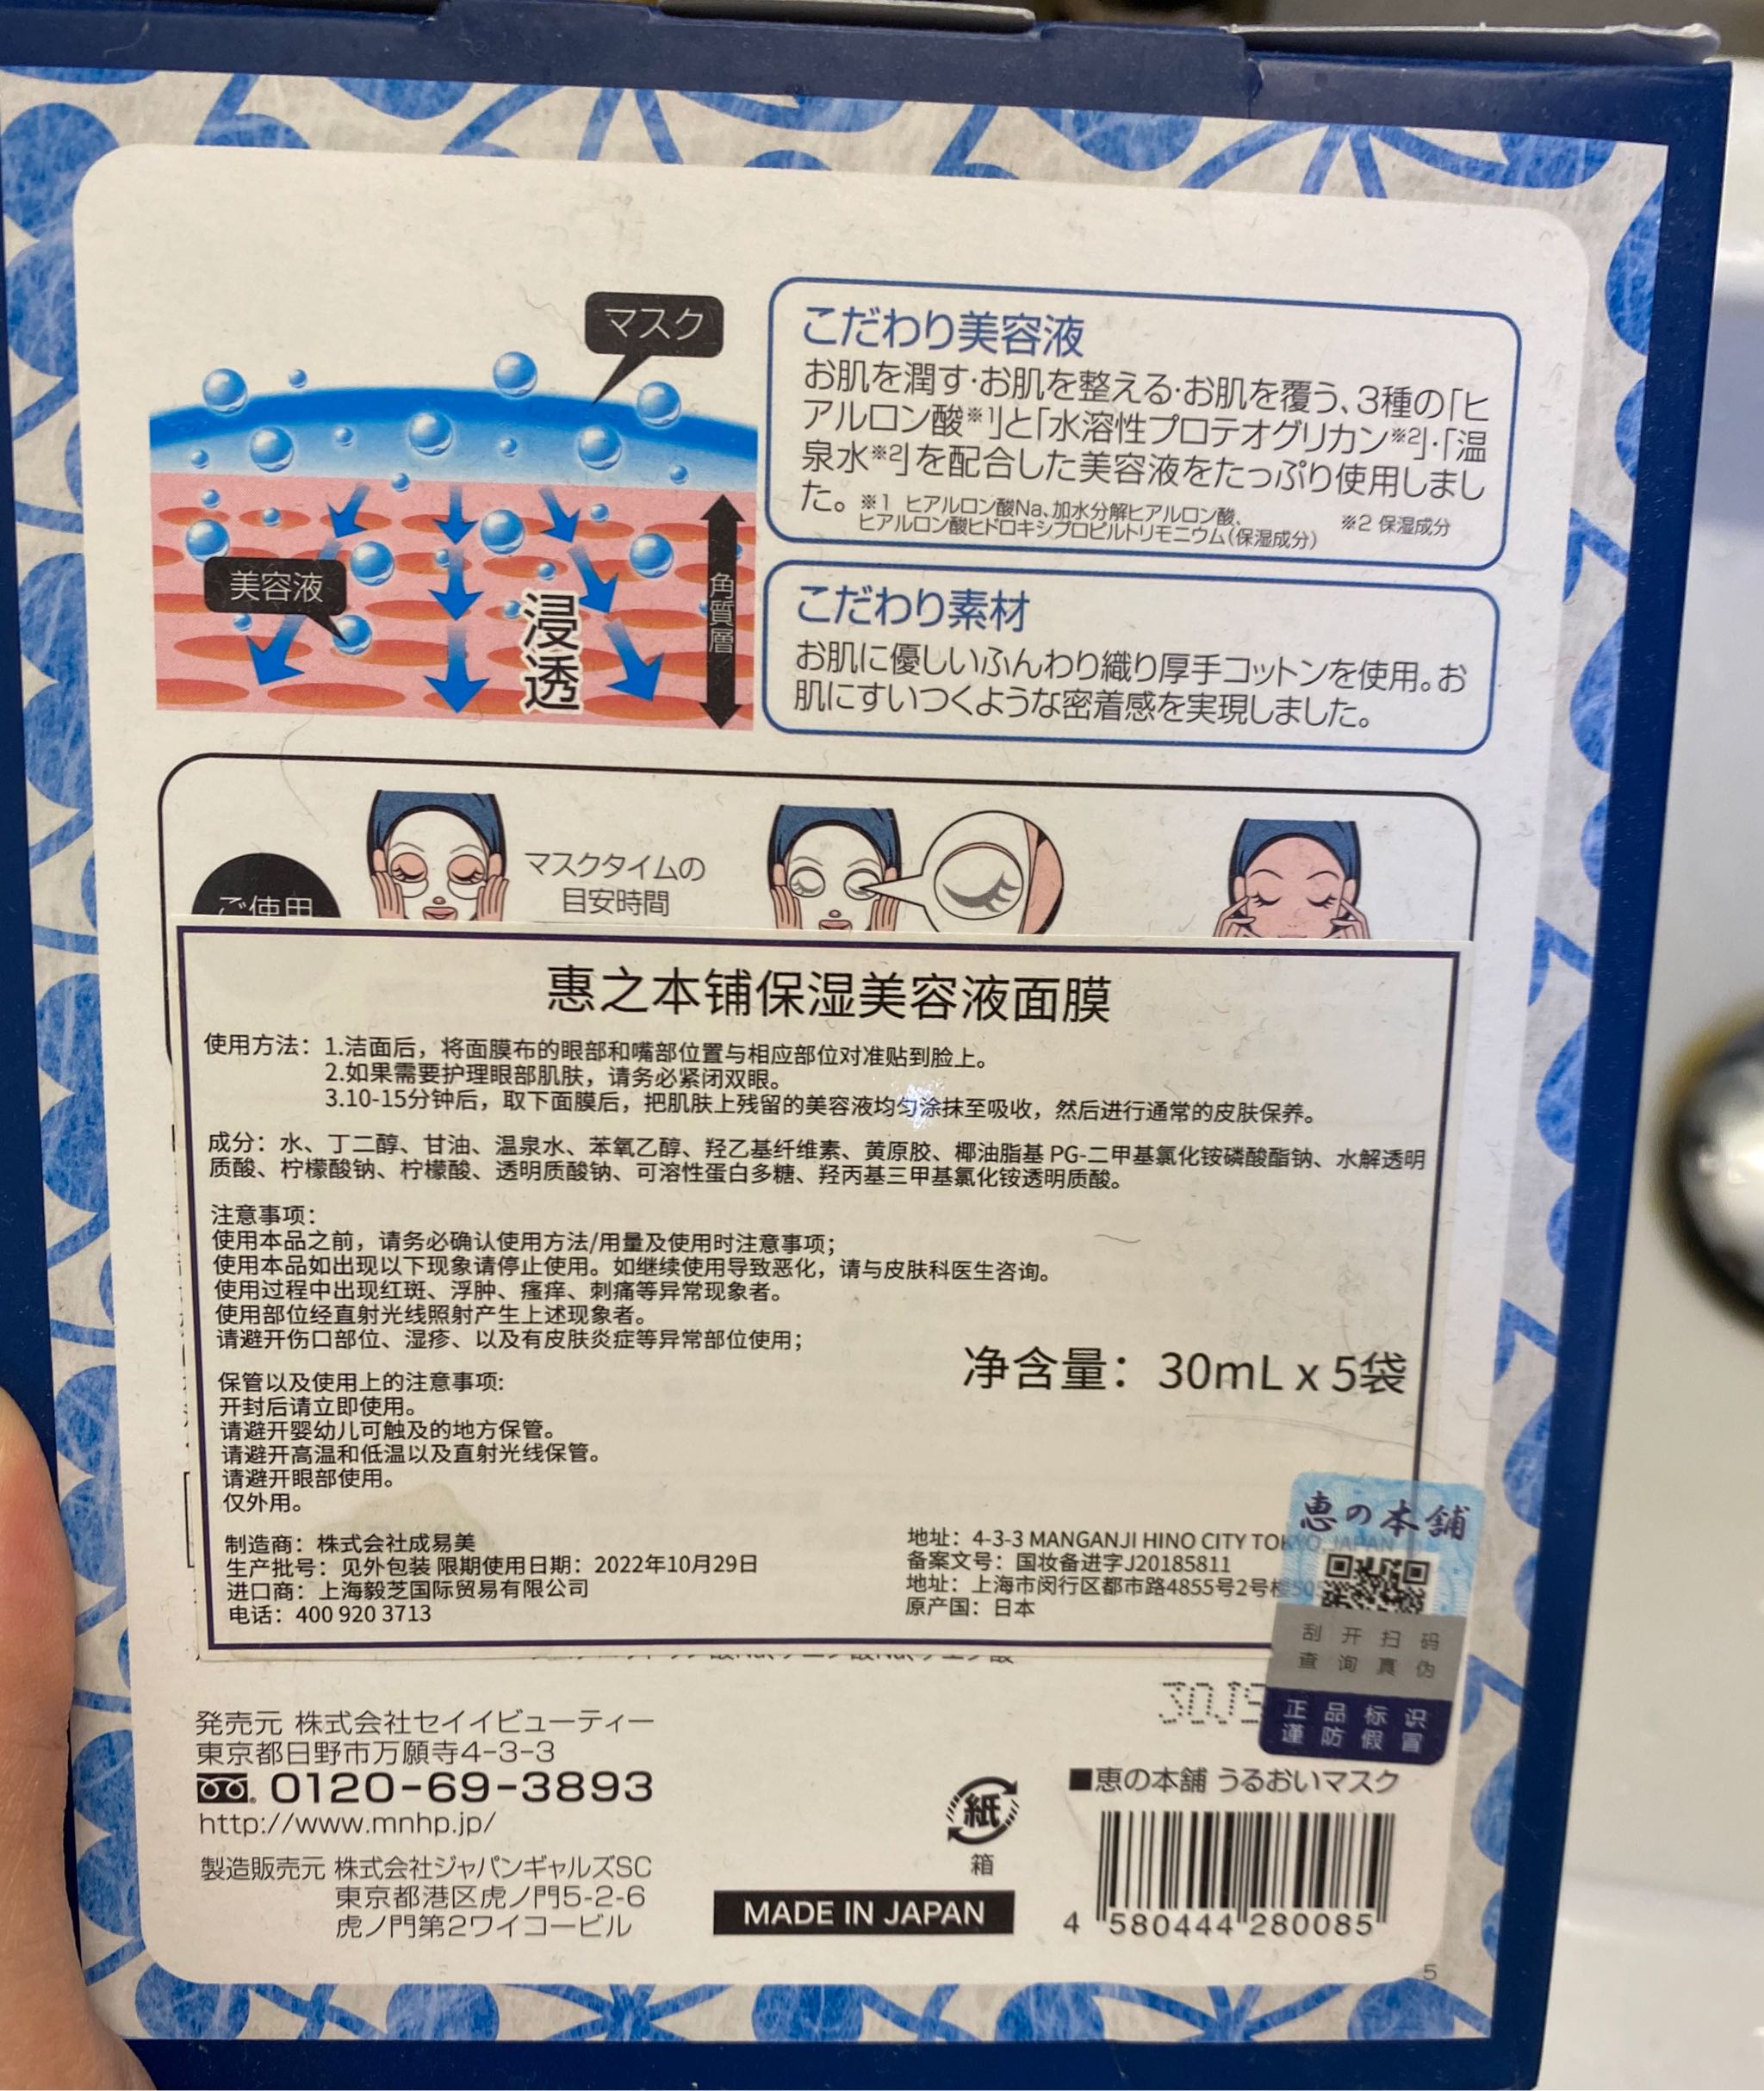 マスク
美容液
浸透
角質層
こだわり美容液
お肌を潤す·お肌を整える·お肌を覆う、3種の「ヒ
アルロン酸※1」と「水溶性プロテオグリカン※2」·「温
泉水※2」を配合した美容液をたっぷり使用しまし
た。※1 ヒアルロン酸Na、加水分解ヒアルロン酸、
ヒアルロン酸ヒドロキシプロピルトリモニウム(保湿成分) ※2 保湿成分
こだわり素材
お肌に優しいふんわり織り厚手コットンを使用。お
肌にすいつくような密着感を実現しました。
ご使用
マスクタイムの
目安時間
惠之本铺保湿美容液面膜
使用方法：1.洁面后，将面膜布的眼部和嘴部位置与相应部位对准贴到脸上。
2.如果需要护理眼部肌肤，请务必紧闭双眼。
3.10-15分钟后，取下面膜后，把肌肤上残留的美容液均匀涂抹至吸收，然后进行通常的皮肤保养。
成分：水、丁二醇、甘油、温泉水、苯氧乙醇、羟乙基纤维素、黄原胶、椰油脂基 PG-二甲基氯化铵磷酸酯钠、水解透明
质酸、柠檬酸钠、柠檬酸、透明质酸钠、可溶性蛋白多糖、羟丙基三甲基氯化铵透明质酸。
注意事项：
使用本品之前，请务必确认使用方法/用量及使用时注意事项；
使用本品如出现以下现象请停止使用。如继续使用导致恶化，请与皮肤科医生咨询。
使用过程中出现红斑、浮肿、瘙痒、刺痛等异常现象者。
使用部位经直射光线照射产生上述现象者。
请避开伤口部位、湿疹、以及有皮肤炎症等异常部位使用；
净含量：30mL x 5袋
保管以及使用上的注意事项:
开封后请立即使用。
请避开婴幼儿可触及的地方保管。
请避开高温和低温以及直射光线保管。
请避开眼部使用。
仅外用。
制造商：株式会社成易美
生产批号：见外包装 限期使用日期：2022年10月29日
进口商：上海毅芝国际贸易有限公司
电话：400 920 3713
地址：4-3-3 MANGANJI HINO CITY TOKYO JAPAN
备案文号：国妆备进字J20185811
地址：上海市闵行区都市路4855号2号楼505
原产国：日本
恵の本舗
刮开扫码
查询真伪
正品标识
谨防假冒
30J9
発売元 株式会社セイイビューティー
東京都日野市万願寺4-3-3
0120-69-3893
http://www.mnhp.jp/
製造販売元 株式会社ジャパンギャルズSC
東京都港区虎ノ門5-2-6
虎ノ門第2ワイコービル
紙
箱
MADE IN JAPAN
■恵の本舗 うるおいマスク
4 580444 280085
5